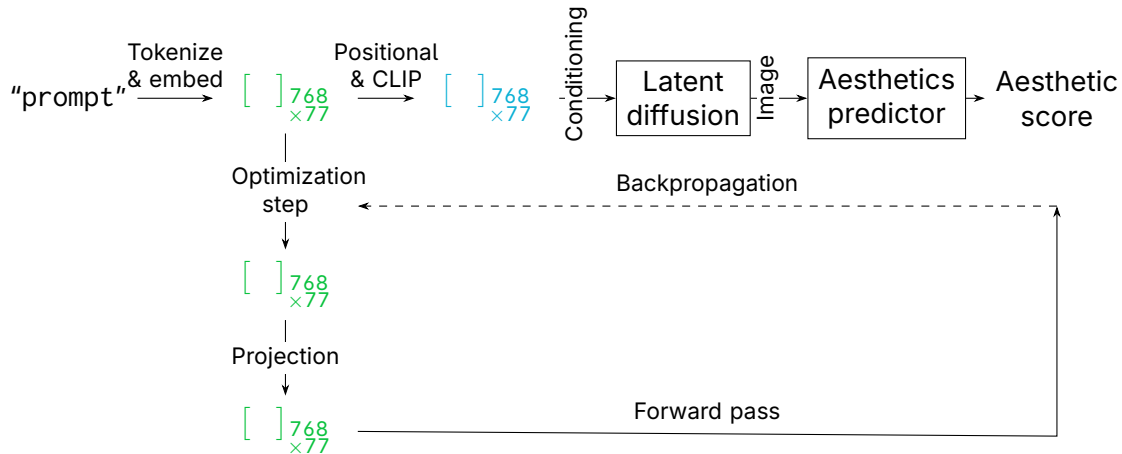 Tokenize
& embed
Positional
& CLIP
Conditioning
Image
"prompt"
[ ]768
×77
[ ]768
×77
Latent
diffusion
Aesthetics
predictor
Aesthetic
score
Optimization
step
Backpropagation
[ ]768
×77
Projection
[ ]768
×77
Forward pass